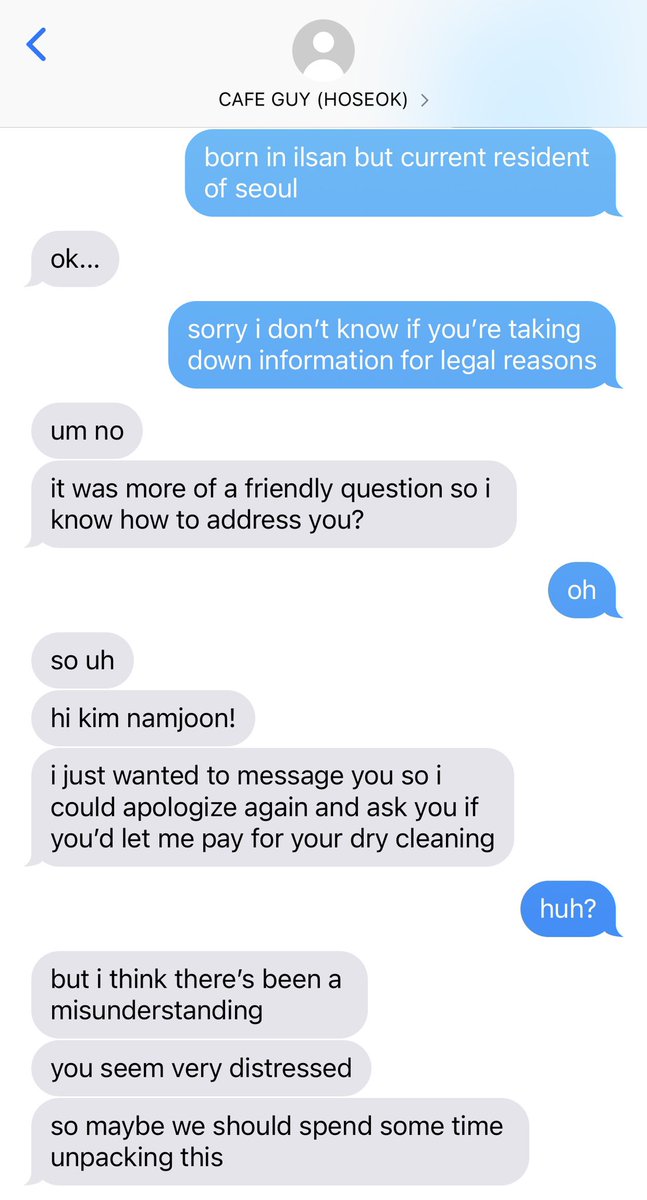 CAFE GUY (HOSEOK)
born in ilsan but current resident
of seoul
ok...
sorry i don’t know if you’re taking
down information for legal reasons
um no
it was more of a friendly question so i
know how to address you?
oh
so uh
hi kim namjoon!
i just wanted to message you so i
could apologize again and ask you if
you’d let me pay for your dry cleaning
huh?
but i think there’s been a
misunderstanding
you seem very distressed
so maybe we should spend some time
unpacking this